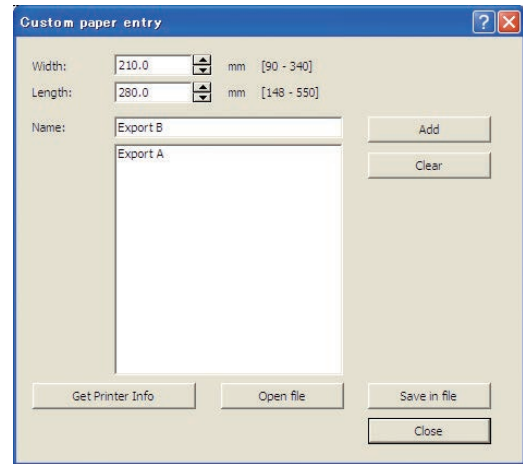 Custom paper entry
Width: 210.0 mm [90 - 340]
Length: 280.0 mm [148 - 550]
Name: Export B Add
Export A Clear
Get Printer Info Open file Save in file
Close